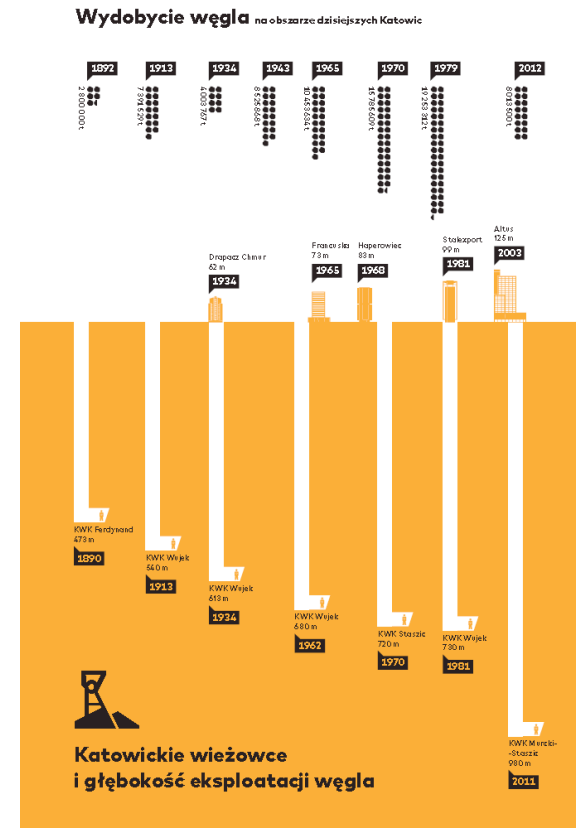 Wydobycie węgla na obszarze dzisiejszych Katowic
1892
1913
1934
1943
1965
1970
1979
2012
2 800 000 t
7 391 529 t
4 003 767 t
8 525 868 t
10 453 634 t
15 785 609 t
19 253 312 t
8 013 500 t
Drapacz Chmur
62 m
1934
Francuska
73 m
1965
Haperowiec
83 m
1968
Stalexport
99 m
1981
Altus
125 m
2003
KWK Ferdynand
473 m
1890
KWK Wujek
540 m
1913
KWK Wujek
613 m
1934
KWK Wujek
680 m
1962
KWK Staszic
720 m
1970
KWK Wujek
730 m
1981
KWK Murcki-
-Staszic
980 m
2011
Katowickie wieżowce
i głębokość eksploatacji węgla